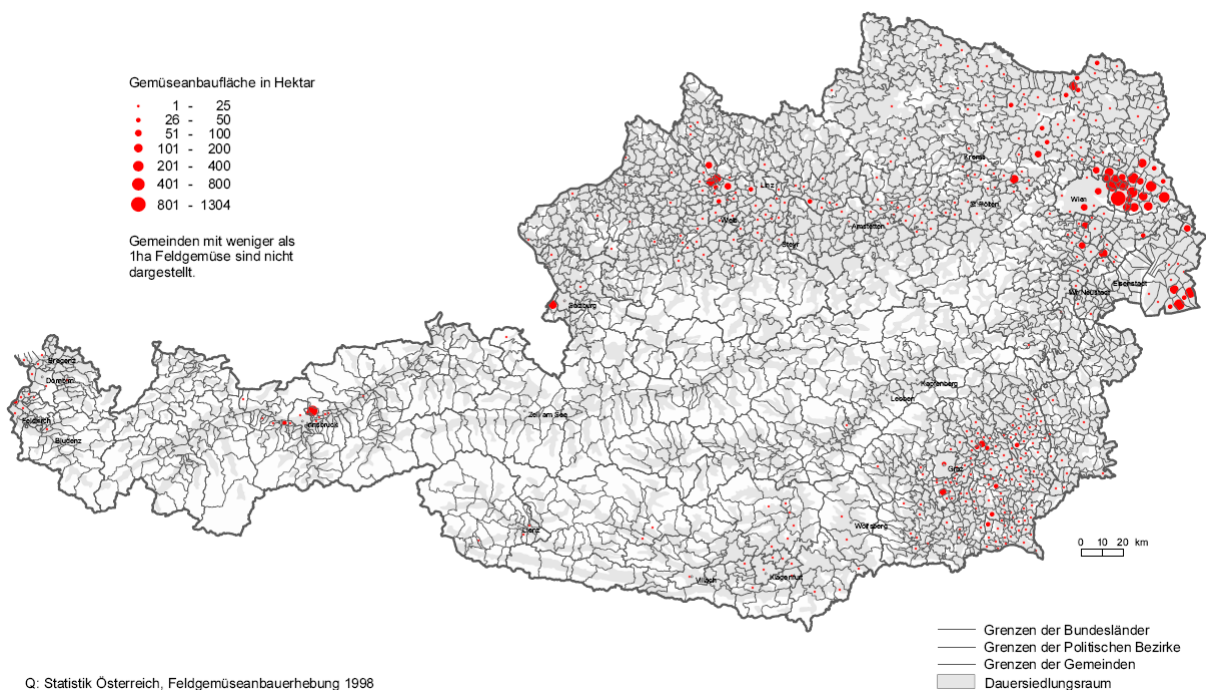 Gemüseanbaufläche in Hektar
1 - 25
26 - 50
51 - 100
101 - 200
201 - 400
401 - 800
801 - 1304
Gemeinden mit weniger als
1ha Feldgemüse sind nicht
dargestellt.
Krems
Linz
Wien
St. Pölten
Wels
Amstetten
Steyr
Eisenstadt
Wr. Neustadt
Salzburg
Bregenz
Dornbirn
Kapfenberg
Leoben
Zell am See
Feldkirch
Innsbruck
Bludenz
Graz
Wolfsberg
Lienz
0 10 20 km
Villach
Klagenfurt
Grenzen der Bundesländer
Grenzen der Politischen Bezirke
Grenzen der Gemeinden
Dauersiedlungsraum
Q: Statistik Österreich, Feldgemüseanbauerhebung 1998